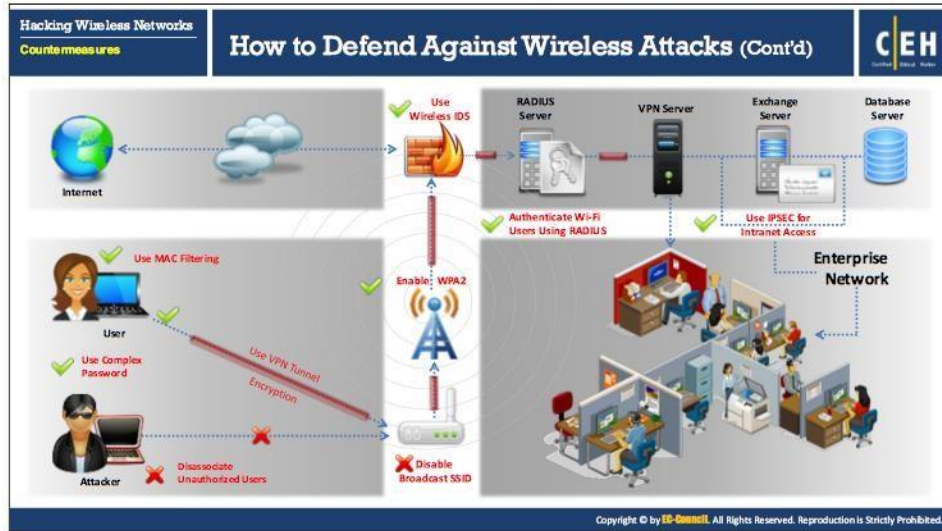 Hacking Wireless Networks
Countermeasures
How to Defend Against Wireless Attacks (Cont'd)
CEH
Certified Ethical Hacker
Internet
Use
Wireless IDS
RADIUS
Server
VPN Server
Exchange
Server
Database
Server
Authenticate Wi-Fi
Users Using RADIUS
Use IPSEC for
Intranet Access
Use MAC Filtering
User
Enable WPA2
Enterprise
Network
Use Complex
Password
Use VPN Tunnel
Encryption
Attacker
Disassociate
Unauthorized Users
Disable
Broadcast SSID
Copyright © by EC-Council. All Rights Reserved. Reproduction is Strictly Prohibited.